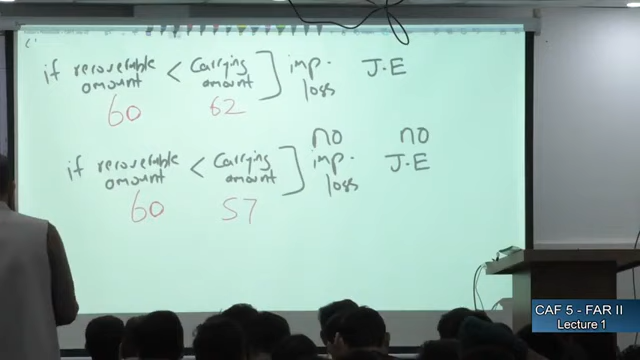 if recoverable < Carrying ] imp. J.E
amount amount loss
60 62
no no
if recoverable < Carrying ] imp. J.E
amount amount loss
60 57
CAF 5 - FAR II
Lecture 1